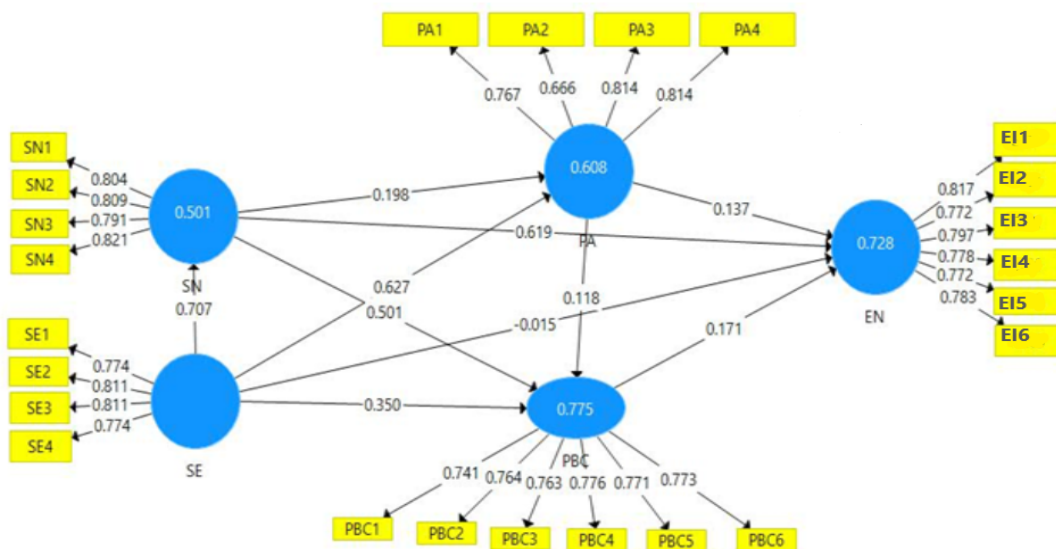 PA1 PA2 PA3 PA4
0.767 0.666 0.814 0.814
SN1
SN2
SN3
SN4
0.804
0.809
0.791
0.821
0.501
SN
0.608
PA
0.198
0.619
0.137
0.627
0.501
0.118
-0.015
0.171
0.707
0.728
EN
EI1
EI2
EI3
EI4
EI5
EI6
0.817
0.772
0.797
0.778
0.772
0.783
SE1
SE2
SE3
SE4
0.774
0.811
0.811
0.774
SE
0.350
0.775
PBC
0.741 0.764 0.763 0.776 0.771 0.773
PBC1 PBC2 PBC3 PBC4 PBC5 PBC6